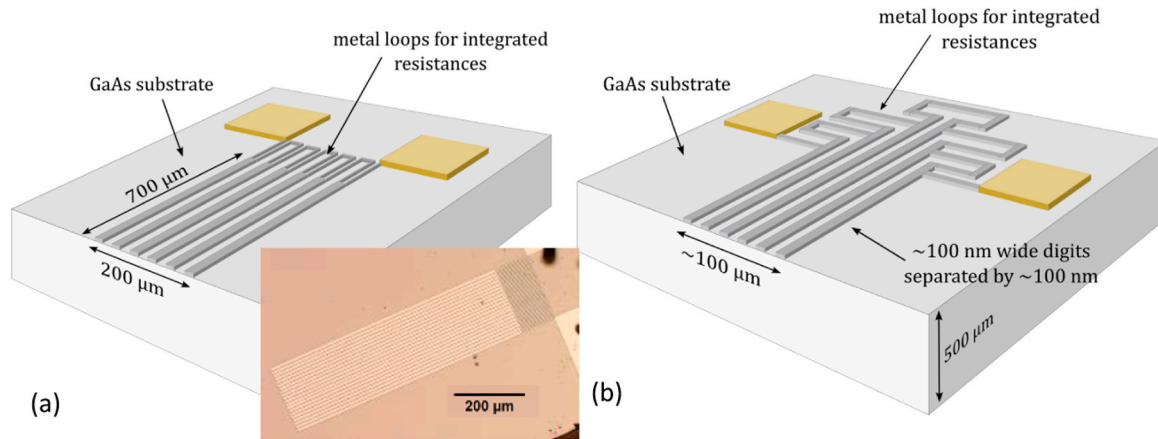 metal loops for integrated
resistances
GaAs substrate
700 μm
200 μm
200 μm
(a)
metal loops for integrated
resistances
GaAs substrate
~100 μm
~100 nm wide digits
separated by ~100 nm
500 μm
(b)